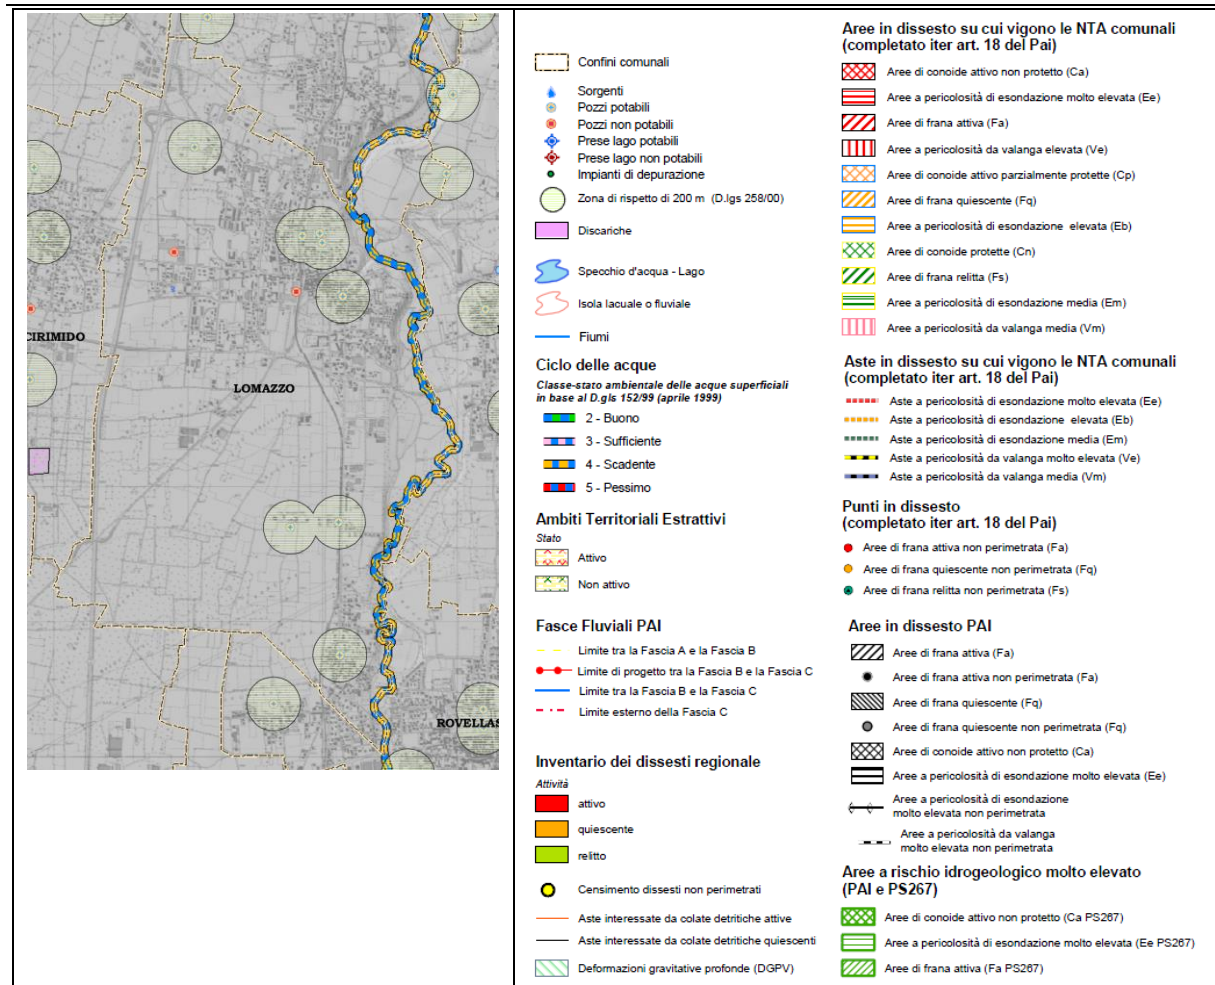 CIRIMIDO
LOMAZZO
ROVELLAS
Confini comunali
Sorgenti
Pozzi potabili
Pozzi non potabili
Prese lago potabili
Prese lago non potabili
Impianti di depurazione
Zona di rispetto di 200 m (D.lgs 258/00)
Discariche
Specchio d'acqua - Lago
Isola lacuale o fluviale
Fiumi
Ciclo delle acque
Classe-stato ambientale delle acque superficiali
in base al D.gls 152/99 (aprile 1999)
2 - Buono
3 - Sufficiente
4 - Scadente
5 - Pessimo
Ambiti Territoriali Estrattivi
Stato
Attivo
Non attivo
Fasce Fluviali PAI
Limite tra la Fascia A e la Fascia B
Limite di progetto tra la Fascia B e la Fascia C
Limite tra la Fascia B e la Fascia C
Limite esterno della Fascia C
Inventario dei dissesti regionale
Attività
attivo
quiescente
relitto
Censimento dissesti non perimetrati
Aste interessate da colate detritiche attive
Aste interessate da colate detritiche quiescenti
Deformazioni gravitative profonde (DGPV)
Aree in dissesto su cui vigono le NTA comunali
(completato iter art. 18 del Pai)
Aree di conoide attivo non protetto (Ca)
Aree a pericolosità di esondazione molto elevata (Ee)
Aree di frana attiva (Fa)
Aree a pericolosità da valanga elevata (Ve)
Aree di conoide attivo parzialmente protette (Cp)
Aree di frana quiescente (Fq)
Aree a pericolosità di esondazione elevata (Eb)
Aree di conoide protette (Cn)
Aree di frana relitta (Fs)
Aree a pericolosità di esondazione media (Em)
Aree a pericolosità da valanga media (Vm)
Aste in dissesto su cui vigono le NTA comunali
(completato iter art. 18 del Pai)
Aste a pericolosità di esondazione molto elevata (Ee)
Aste a pericolosità di esondazione elevata (Eb)
Aste a pericolosità di esondazione media (Em)
Aste a pericolosità da valanga molto elevata (Ve)
Aste a pericolosità da valanga media (Vm)
Punti in dissesto
(completato iter art. 18 del Pai)
Aree di frana attiva non perimetrata (Fa)
Aree di frana quiescente non perimetrata (Fq)
Aree di frana relitta non perimetrata (Fs)
Aree in dissesto PAI
Aree di frana attiva (Fa)
Aree di frana attiva non perimetrata (Fa)
Aree di frana quiescente (Fq)
Aree di frana quiescente non perimetrata (Fq)
Aree di conoide attivo non protetto (Ca)
Aree a pericolosità di esondazione molto elevata (Ee)
Aree a pericolosità di esondazione
molto elevata non perimetrata
Aree a pericolosità da valanga
molto elevata non perimetrata
Aree a rischio idrogeologico molto elevato
(PAI e PS267)
Aree di conoide attivo non protetto (Ca PS267)
Aree a pericolosità di esondazione molto elevata (Ee PS267)
Aree di frana attiva (Fa PS267)